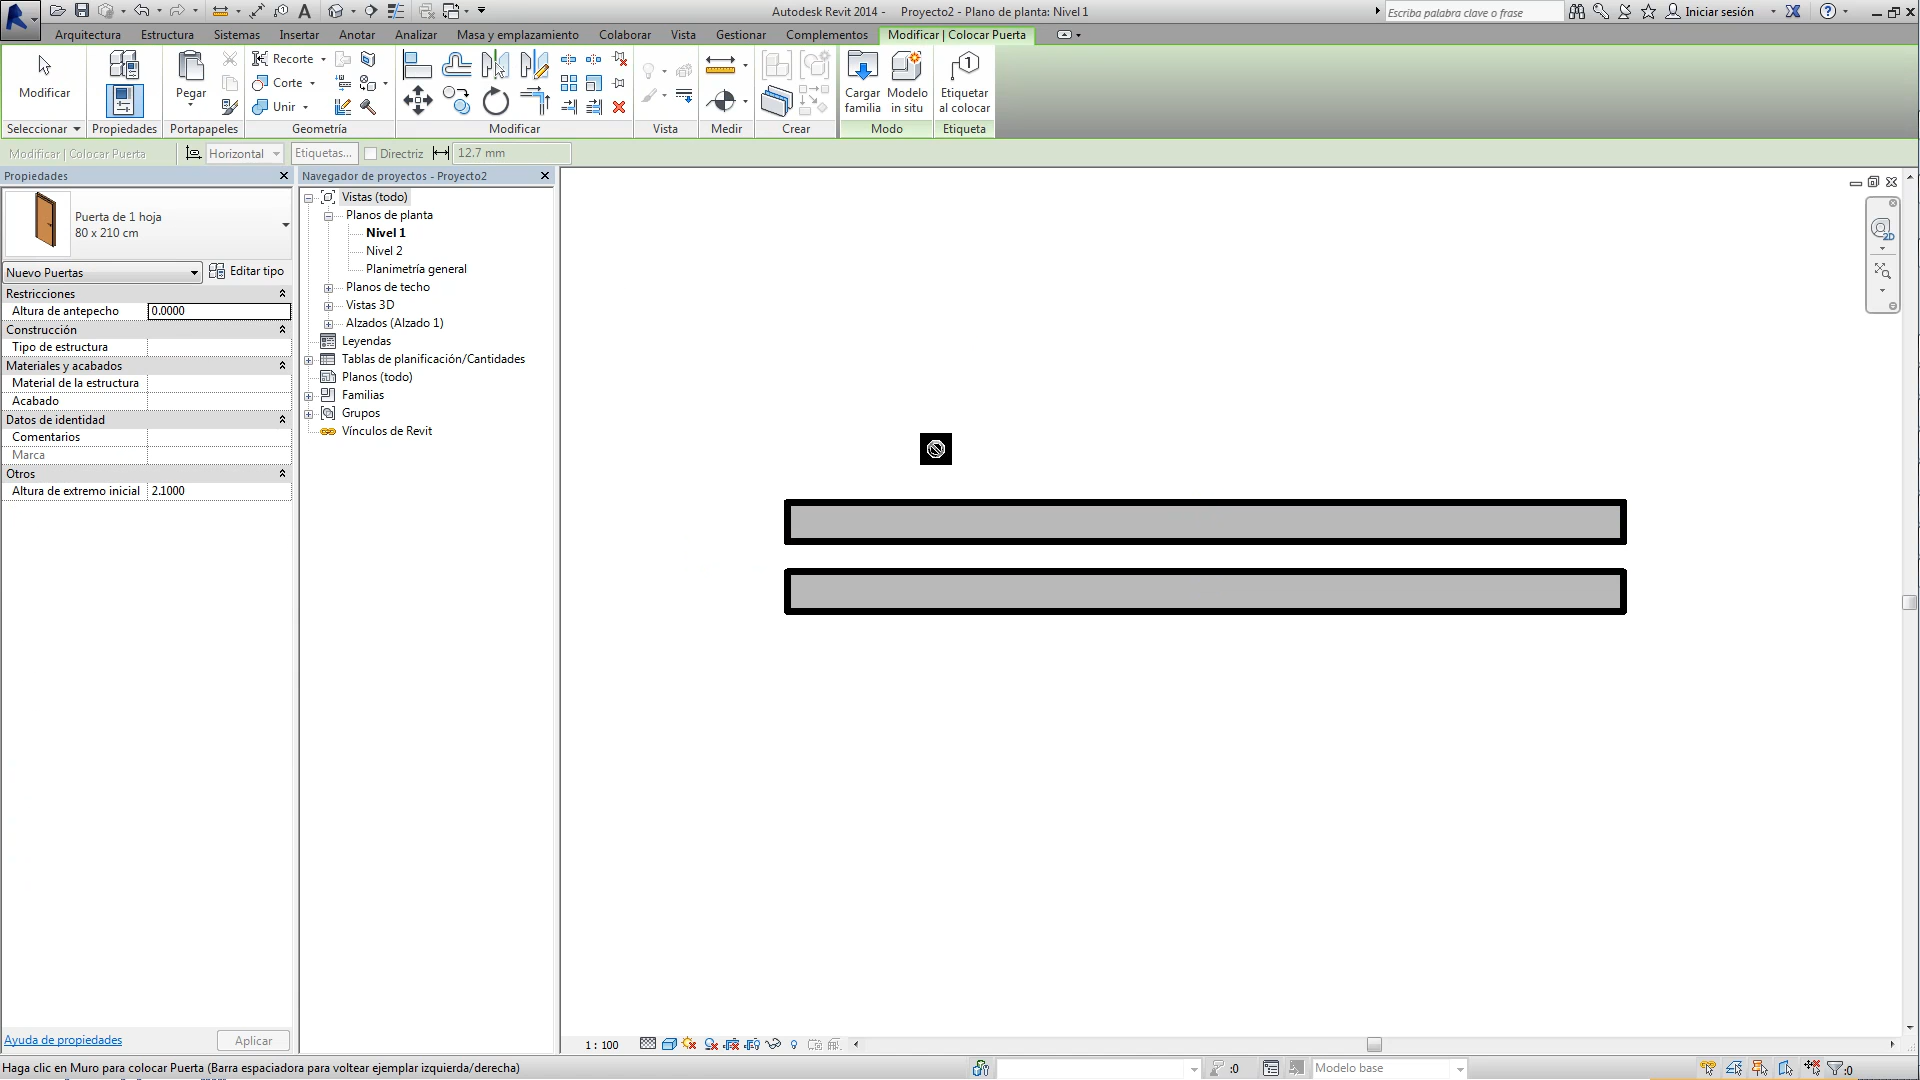 Autodesk Revit 2014 - Proyecto2 - Plano de planta: Nivel 1
Escriba palabra clave o frase
Iniciar sesión
Arquitectura Estructura Sistemas Insertar Anotar Analizar Masa y emplazamiento Colaborar Vista Gestionar Complementos Modificar | Colocar Puerta
Modificar
Pegar
Recorte
Corte
Unir
Cargar familia
Modelo in situ
Etiquetar al colocar
Seleccionar Propiedades Portapapeles Geometría Modificar Vista Medir Crear Modo Etiqueta
Modificar | Colocar Puerta Horizontal Etiquetas... Directriz 12.7 mm
Propiedades
Puerta de 1 hoja
80 x 210 cm
Nuevo Puertas Editar tipo
Restricciones
Altura de antepecho 0.0000
Construcción
Tipo de estructura
Materiales y acabados
Material de la estructura
Acabado
Datos de identidad
Comentarios
Marca
Otros
Altura de extremo inicial 2.1000
Ayuda de propiedades Aplicar
Navegador de proyectos - Proyecto2
Vistas (todo)
Planos de planta
Nivel 1
Nivel 2
Planimetría general
Planos de techo
Vistas 3D
Alzados (Alzado 1)
Leyendas
Tablas de planificación/Cantidades
Planos (todo)
Familias
Grupos
Vínculos de Revit
2D
1 : 100
Haga clic en Muro para colocar Puerta (Barra espaciadora para voltear ejemplar izquierda/derecha)
:0
Modelo base
:0